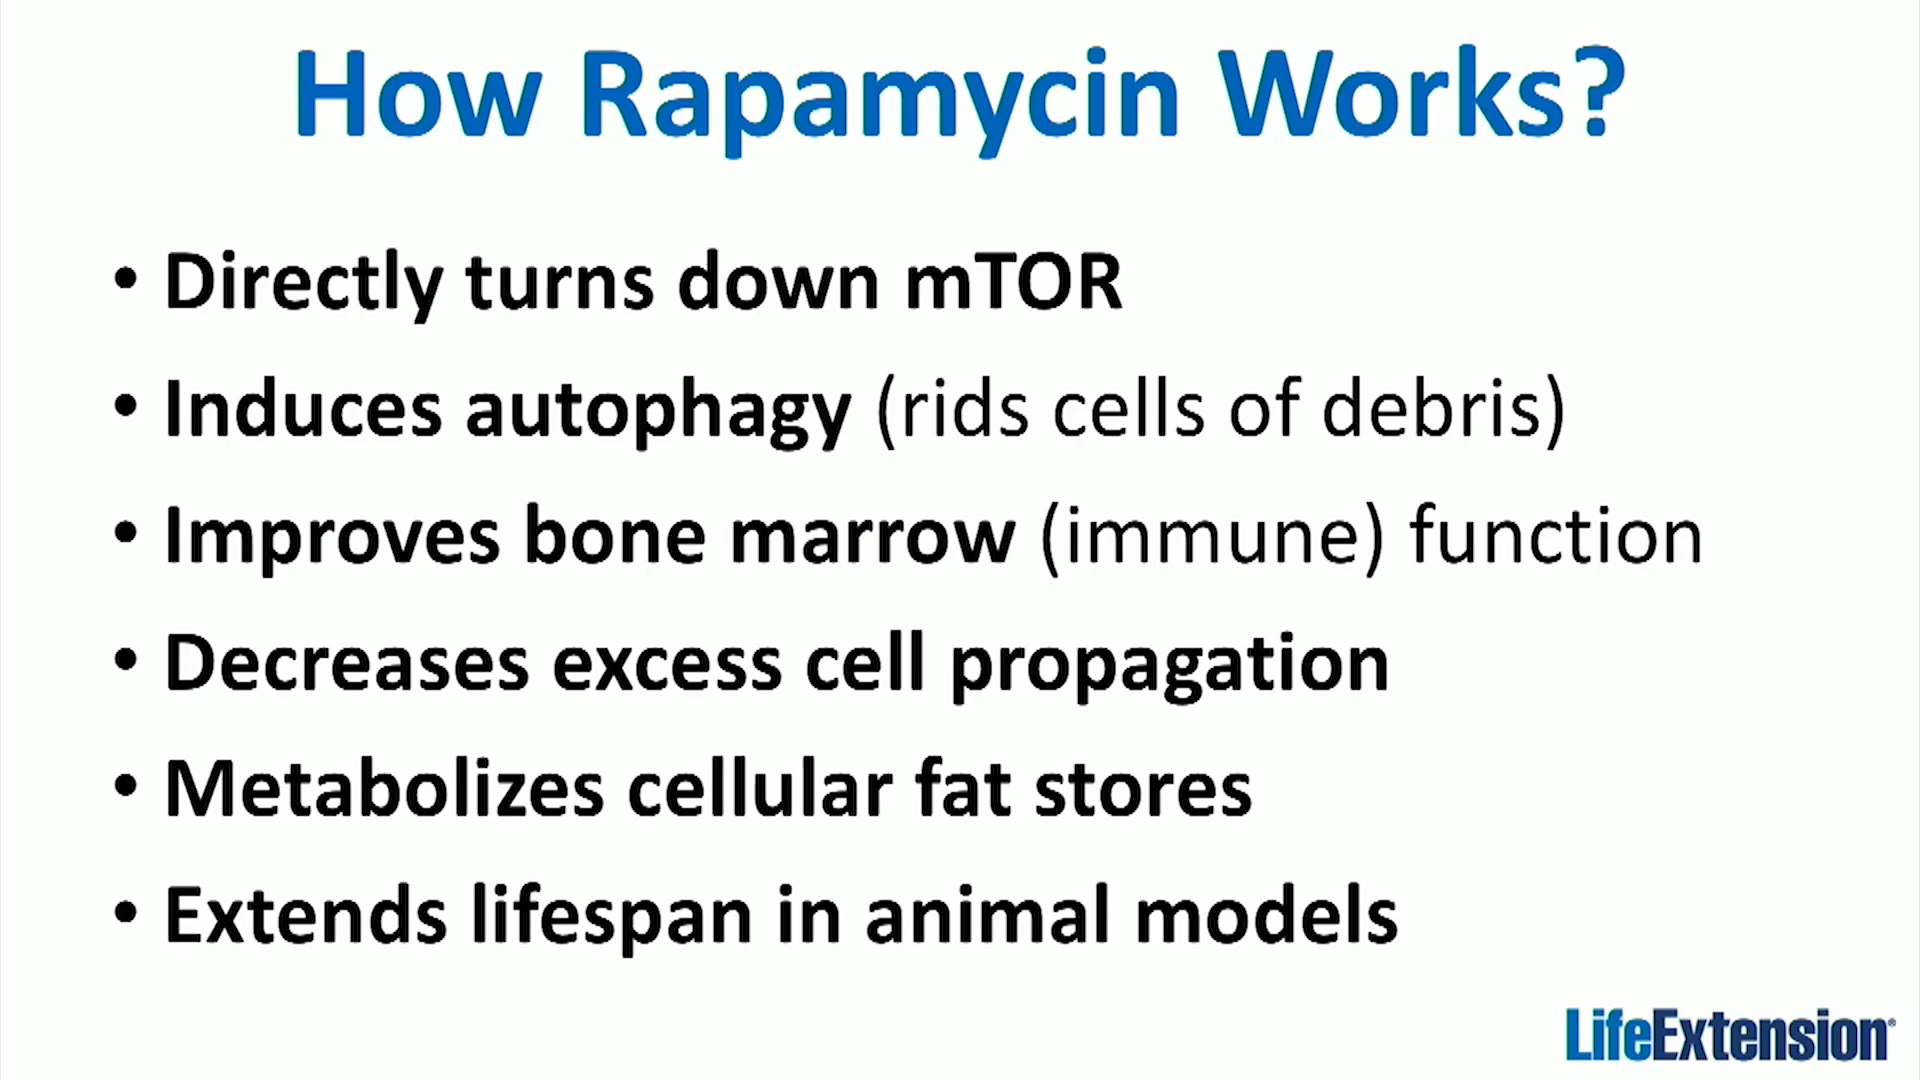 How Rapamycin Works?
• Directly turns down mTOR
• Induces autophagy (rids cells of debris)
• Improves bone marrow (immune) function
• Decreases excess cell propagation
• Metabolizes cellular fat stores
• Extends lifespan in animal models
LifeExtension®